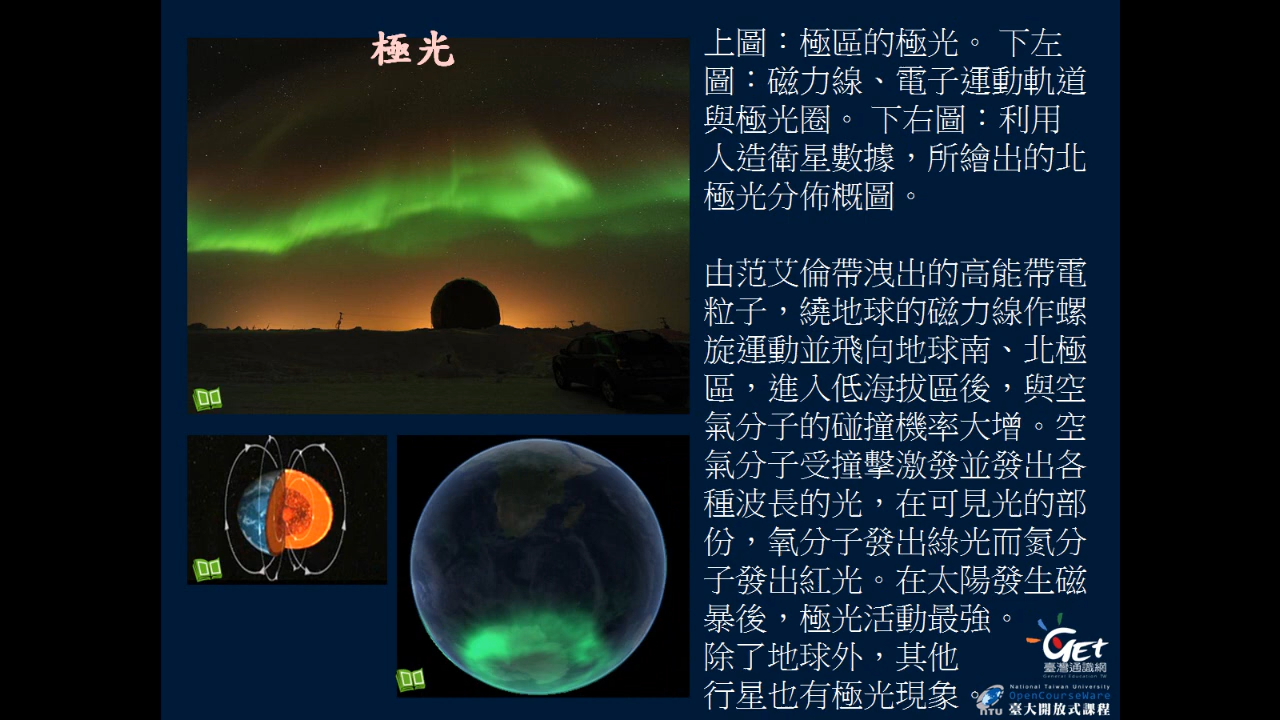 極光
上圖：極區的極光。 下左
圖：磁力線、電子運動軌道
與極光圈。 下右圖：利用
人造衛星數據，所繪出的北
極光分佈概圖。
由范艾倫帶洩出的高能帶電
粒子，繞地球的磁力線作螺
旋運動並飛向地球南、北極
區，進入低海拔區後，與空
氣分子的碰撞機率大增。空
氣分子受撞擊激發並發出各
種波長的光，在可見光的部
份，氧分子發出綠光而氮分
子發出紅光。在太陽發生磁
暴後，極光活動最強。
除了地球外，其他
行星也有極光現象。
GET
臺灣通識網
General Education TW
National Taiwan University
OpenCourseWare
NTU 臺大開放式課程